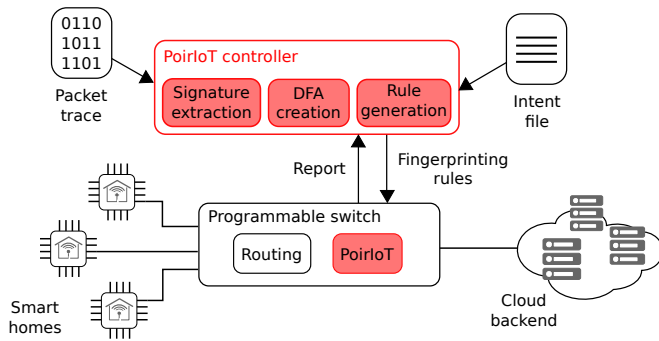 0110
1011
1101
Packet
trace
PoirIoT controller
Signature
extraction
DFA
creation
Rule
generation
Intent
file
Report
Fingerprinting
rules
Programmable switch
Routing
PoirIoT
Smart
homes
Cloud
backend